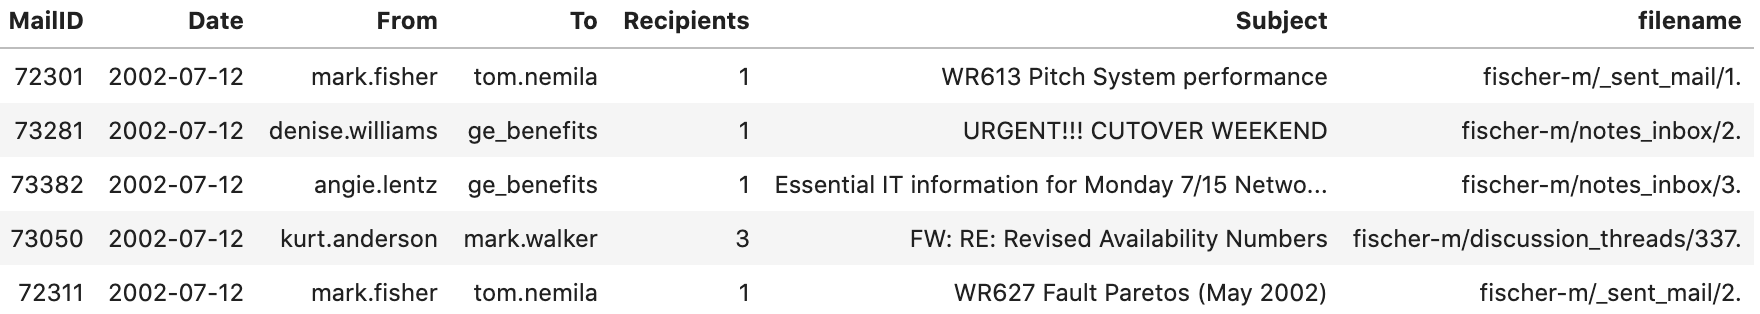 MailID Date From To Recipients Subject filename
72301 2002-07-12 mark.fisher tom.nemila 1 WR613 Pitch System performance fischer-m/_sent_mail/1.
73281 2002-07-12 denise.williams ge_benefits 1 URGENT!!! CUTOVER WEEKEND fischer-m/notes_inbox/2.
73382 2002-07-12 angie.lentz ge_benefits 1 Essential IT information for Monday 7/15 Netwo... fischer-m/notes_inbox/3.
73050 2002-07-12 kurt.anderson mark.walker 3 FW: RE: Revised Availability Numbers fischer-m/discussion_threads/337.
72311 2002-07-12 mark.fisher tom.nemila 1 WR627 Fault Paretos (May 2002) fischer-m/_sent_mail/2.